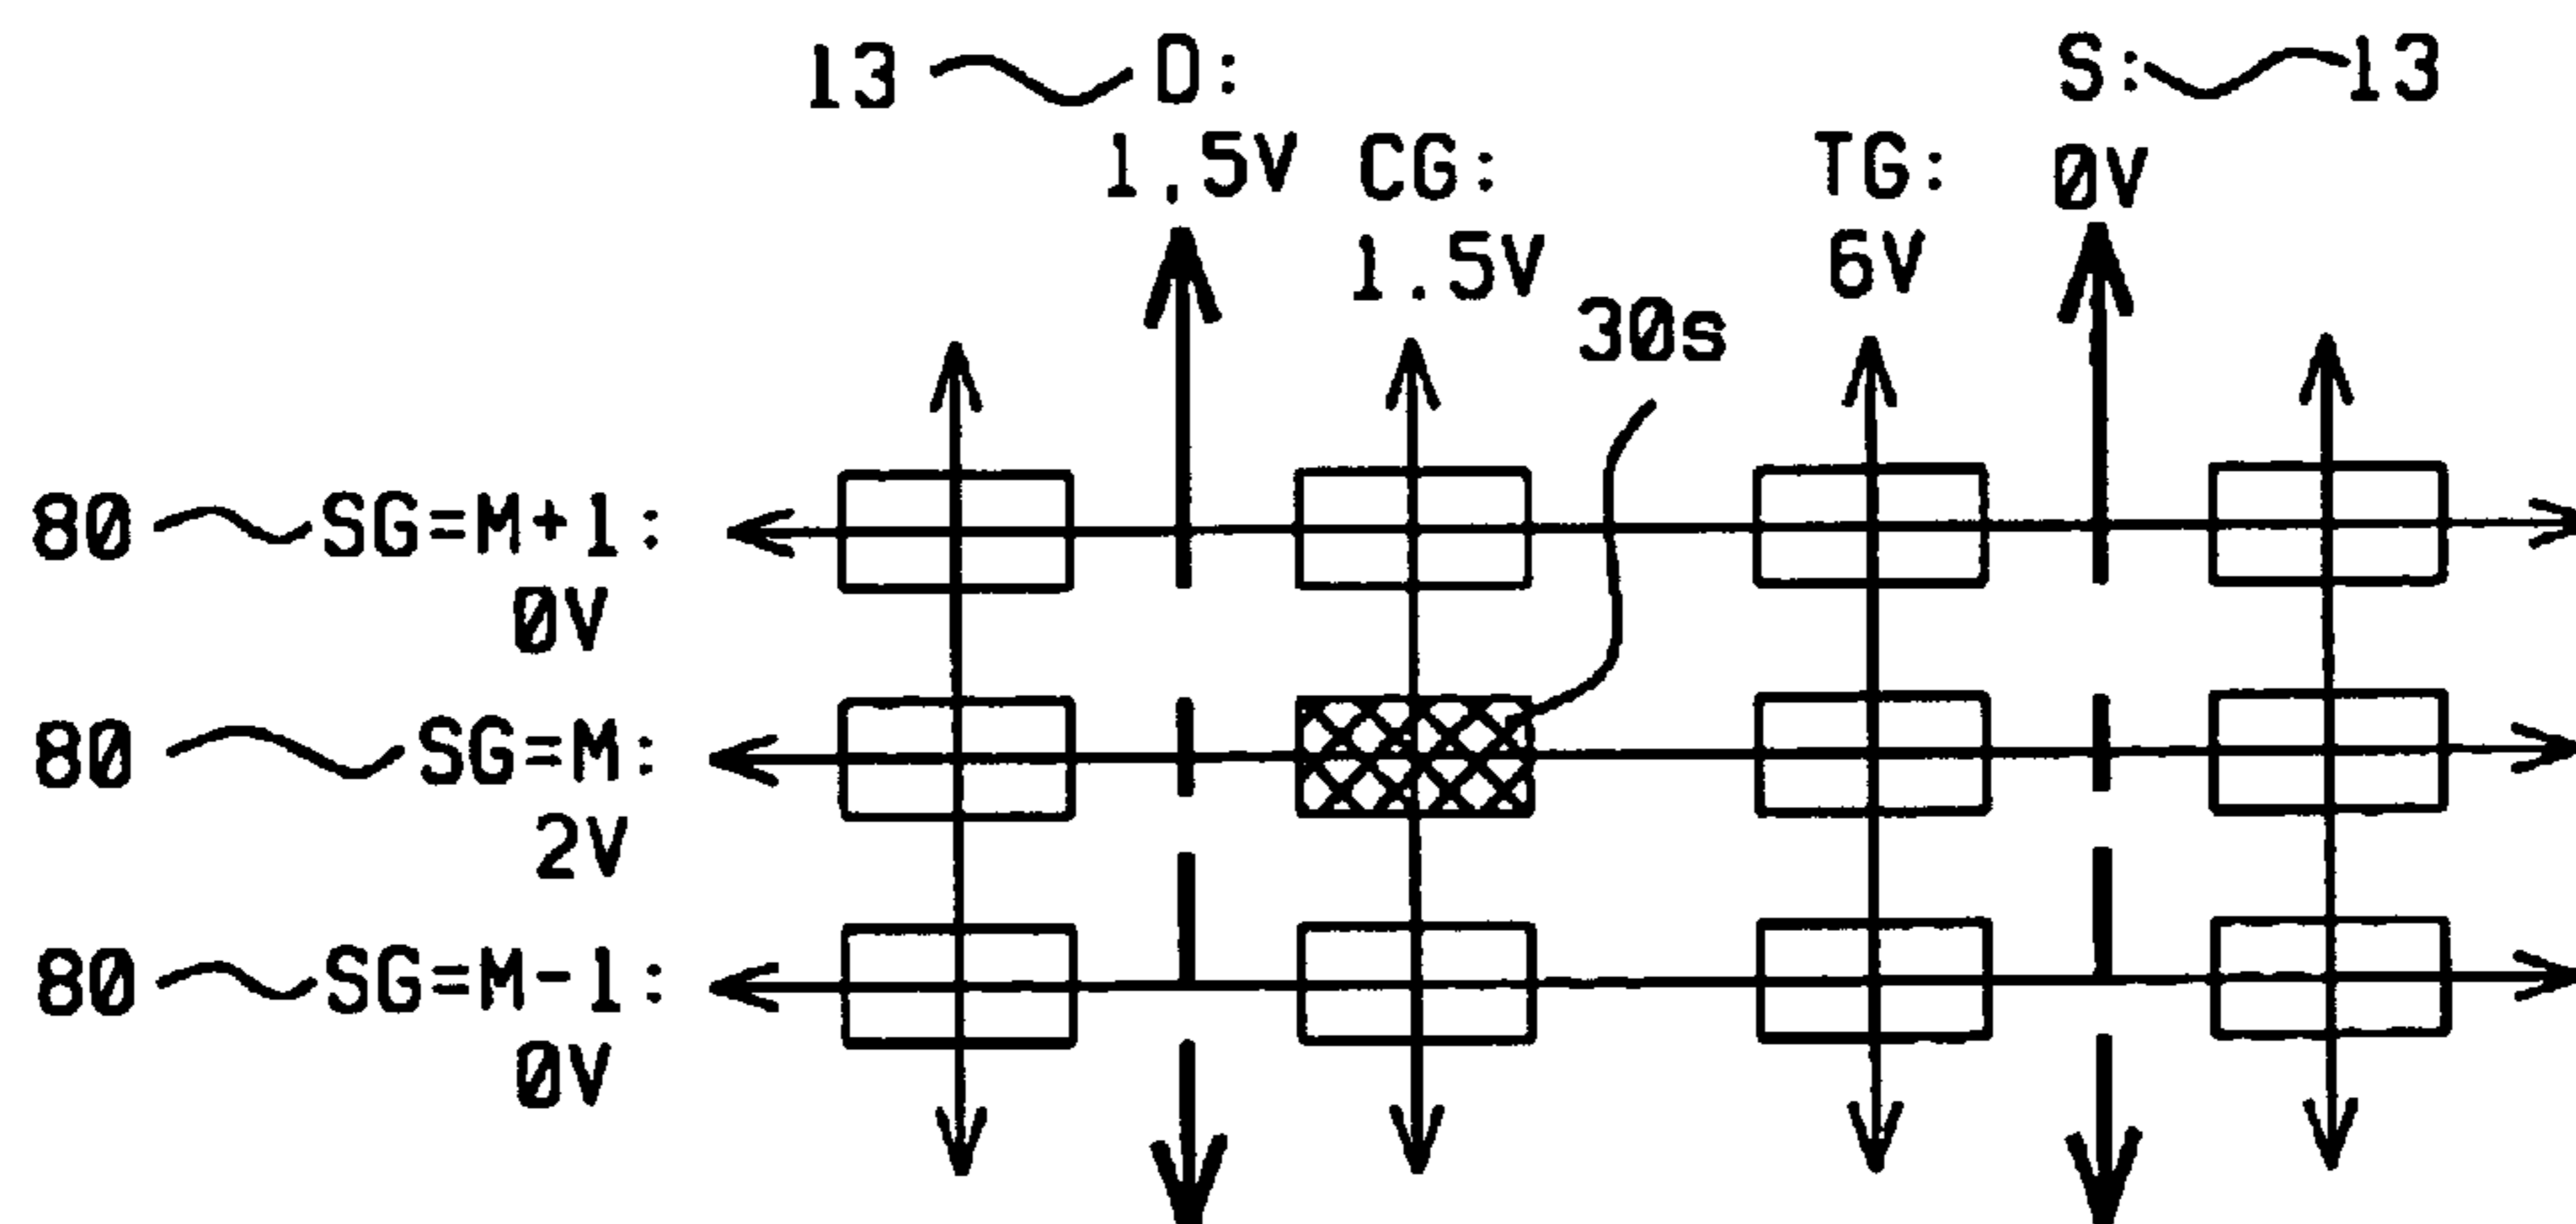 13 D: S: 13
1.5V CG: TG: 0V
1.5V 6V
30s
80 SG=M+1:
0V
80 SG=M:
2V
80 SG=M-1:
0V